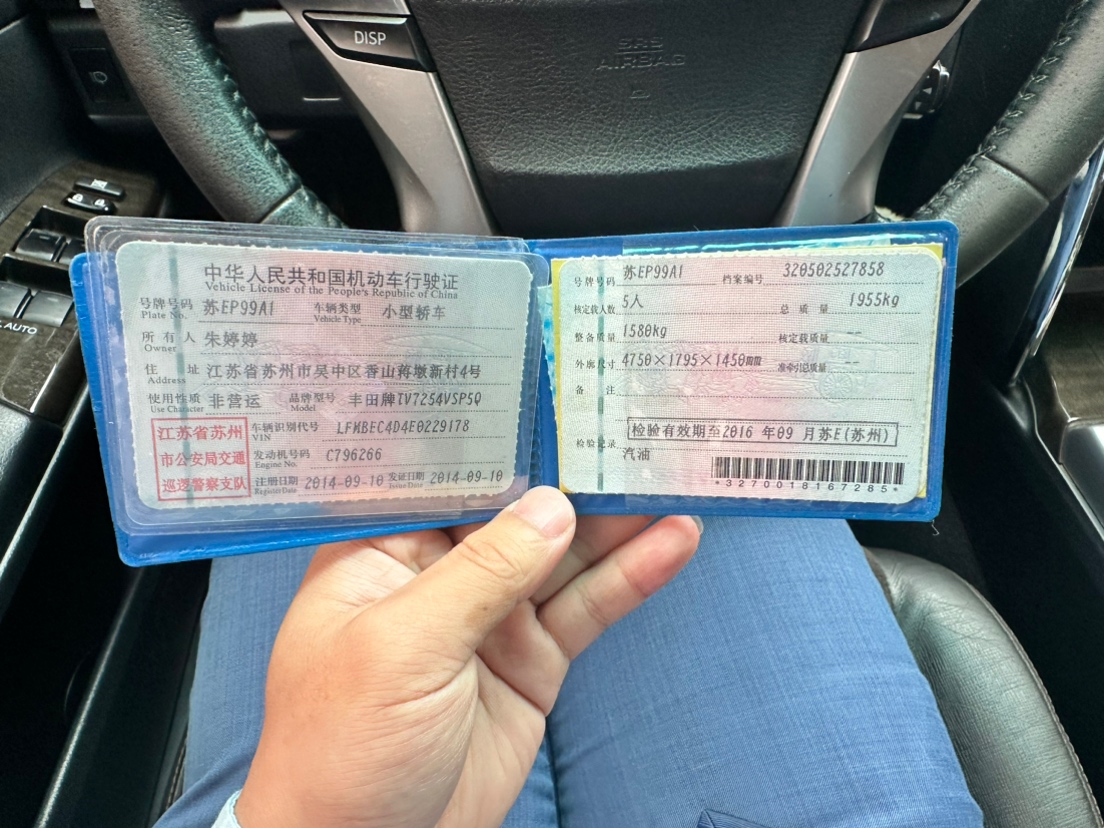 DISP
SRS
AIRBAG
AUTO
中华人民共和国机动车行驶证
Vehicle License of the People's Republic of China
号牌号码 苏EP99A1 车辆类型 小型轿车
Plate No. Vehicle Type
所有人 朱婷婷
Owner
住址 江苏省苏州市吴中区香山蒋墩新村4号
Address
使用性质 非营运 品牌型号 丰田牌TV7254VSP5Q
Use Character Model
江苏省苏州
市公安局交通
巡逻警察支队
车辆识别代号 LFMBEC4D4E0229178
VIN
发动机号码 C796266
Engine No.
注册日期 2014-09-10 发证日期 2014-09-10
Register Date Issue Date
号牌号码 苏EP99A1 档案编号 320502527858
核定载人数 5人 总质量 1955kg
整备质量 1580kg 核定载质量 --
外廓尺寸 4750×1795×1450mm 准牵引总质量 --
备注
检验记录 检验有效期至2016年09月苏E(苏州)
汽油
*3270018167285*